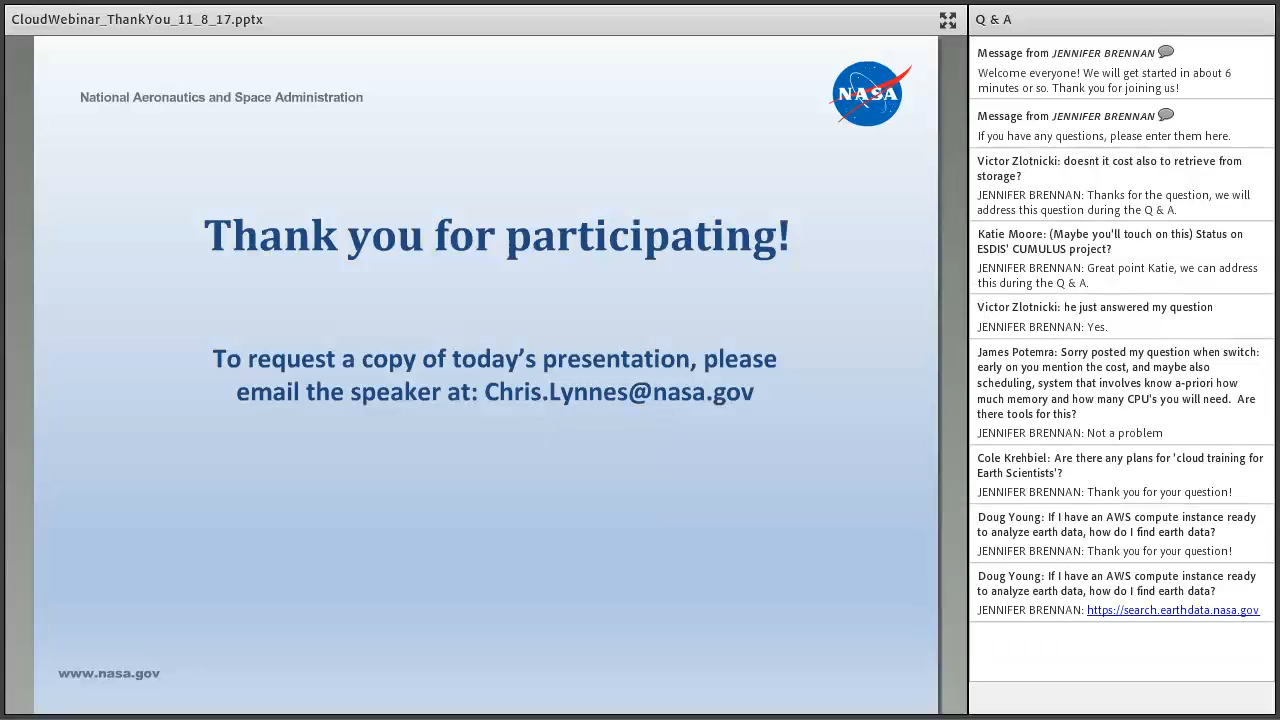 CloudWebinar_ThankYou_11_8_17.pptx
National Aeronautics and Space Administration
NASA
Thank you for participating!
To request a copy of today’s presentation, please
email the speaker at: Chris.Lynnes@nasa.gov
www.nasa.gov
Q & A
Message from JENNIFER BRENNAN
Welcome everyone! We will get started in about 6
minutes or so. Thank you for joining us!
Message from JENNIFER BRENNAN
If you have any questions, please enter them here.
Victor Zlotnicki: doesnt it cost also to retrieve from
storage?
JENNIFER BRENNAN: Thanks for the question, we will
address this question during the Q & A.
Katie Moore: (Maybe you'll touch on this) Status on
ESDIS' CUMULUS project?
JENNIFER BRENNAN: Great point Katie, we can address
this during the Q & A.
Victor Zlotnicki: he just answered my question
JENNIFER BRENNAN: Yes.
James Potemra: Sorry posted my question when switch:
early on you mention the cost, and maybe also
scheduling, system that involves know a-priori how
much memory and how many CPU's you will need. Are
there tools for this?
JENNIFER BRENNAN: Not a problem
Cole Krehbiel: Are there any plans for 'cloud training for
Earth Scientists'?
JENNIFER BRENNAN: Thank you for your question!
Doug Young: If I have an AWS compute instance ready
to analyze earth data, how do I find earth data?
JENNIFER BRENNAN: Thank you for your question!
Doug Young: If I have an AWS compute instance ready
to analyze earth data, how do I find earth data?
JENNIFER BRENNAN: https://search.earthdata.nasa.gov